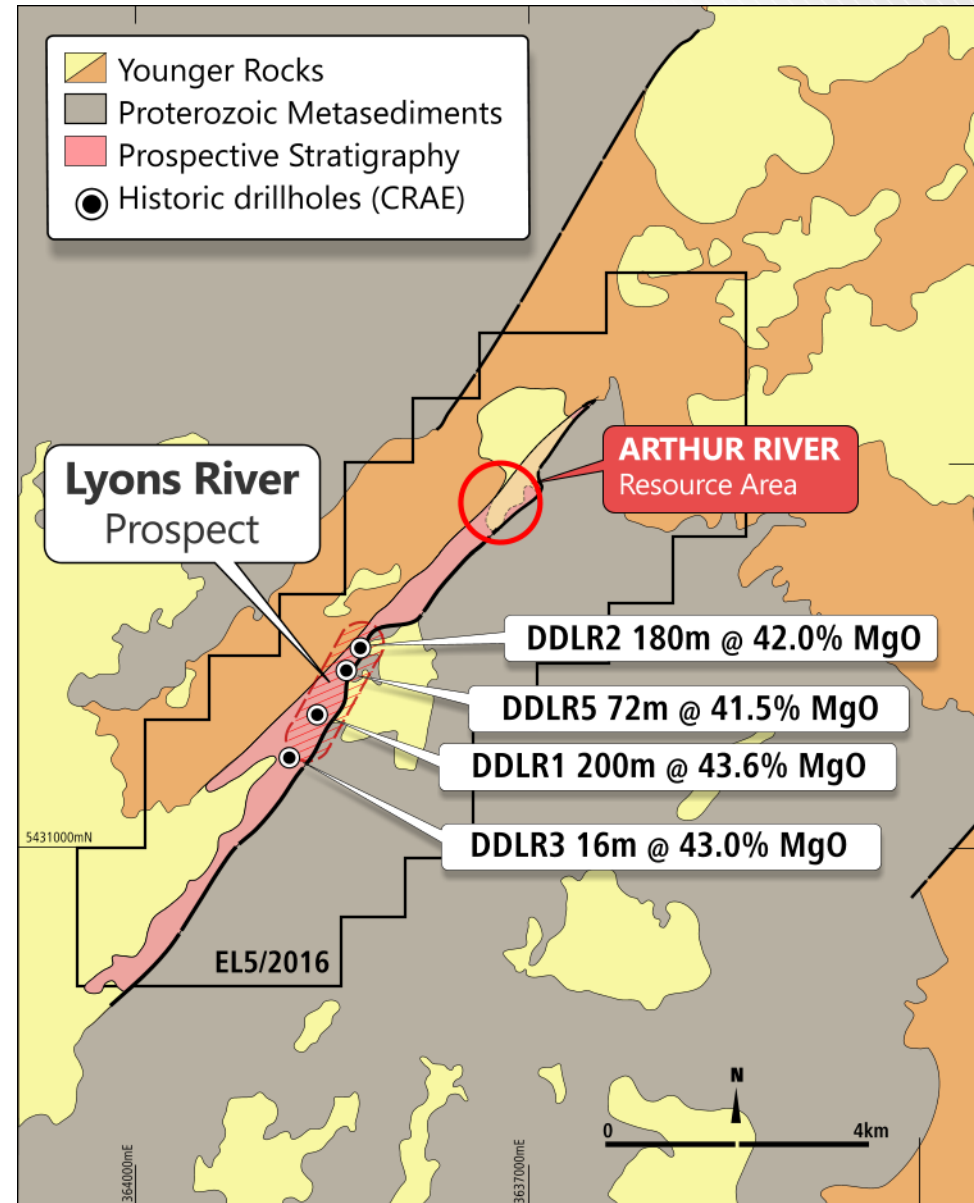 Younger Rocks
Proterozoic Metasediments
Prospective Stratigraphy
Historic drillholes (CRAE)
Lyons River
Prospect
ARTHUR RIVER
Resource Area
DDLR2 180m @ 42.0% MgO
DDLR5 72m @ 41.5% MgO
DDLR1 200m @ 43.6% MgO
DDLR3 16m @ 43.0% MgO
5431000mN
EL5/2016
N
0
4km
364000mE
3637000mE